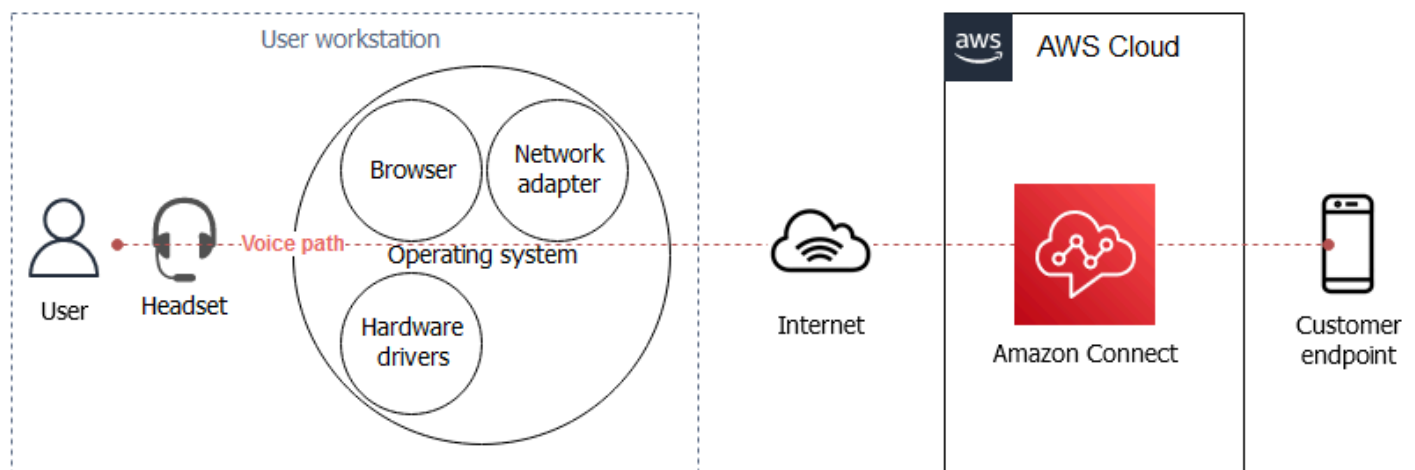 User workstation
aws
AWS Cloud
Browser
Network
adapter
Voice path
Operating system
User
Headset
Hardware
drivers
Internet
Amazon Connect
Customer
endpoint